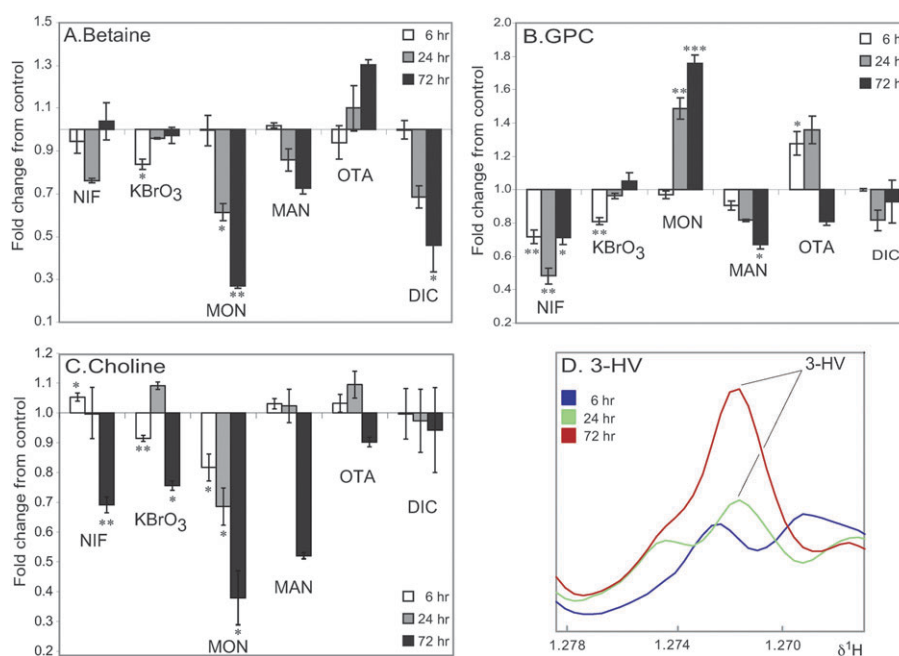 A.Betaine
6 hr
24 hr
72 hr
Fold change from control
1.5
1.3
1.1
0.9
0.7
0.5
0.3
0.1
NIF
KBrO3
*
MON
*
**
MAN
OTA
DIC
*
B.GPC
6 hr
24 hr
72 hr
Fold change from control
2.0
1.8
1.6
1.4
1.2
1.0
0.8
0.6
0.4
0.2
**
**
*
NIF
**
KBrO3
**
***
MON
MAN
*
*
OTA
DIC
C.Choline
6 hr
24 hr
72 hr
Fold change from control
1.2
1.1
1.0
0.9
0.8
0.7
0.6
0.5
0.4
0.3
0.2
*
NIF
**
**
KBrO3
*
*
*
MON
*
MAN
OTA
DIC
D. 3-HV
3-HV
6 hr
24 hr
72 hr
1.278
1.274
1.270
δ¹H